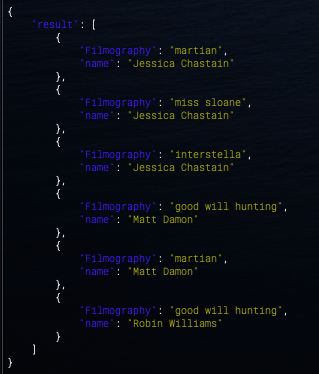 {
"result": [
{
"Filmography": "martian",
"name": "Jessica Chastain"
},
{
"Filmography": "miss sloane",
"name": "Jessica Chastain"
},
{
"Filmography": "interstella",
"name": "Jessica Chastain"
},
{
"Filmography": "good will hunting",
"name": "Matt Damon"
},
{
"Filmography": "martian",
"name": "Matt Damon"
},
{
"Filmography": "good will hunting",
"name": "Robin Williams"
}
]
}